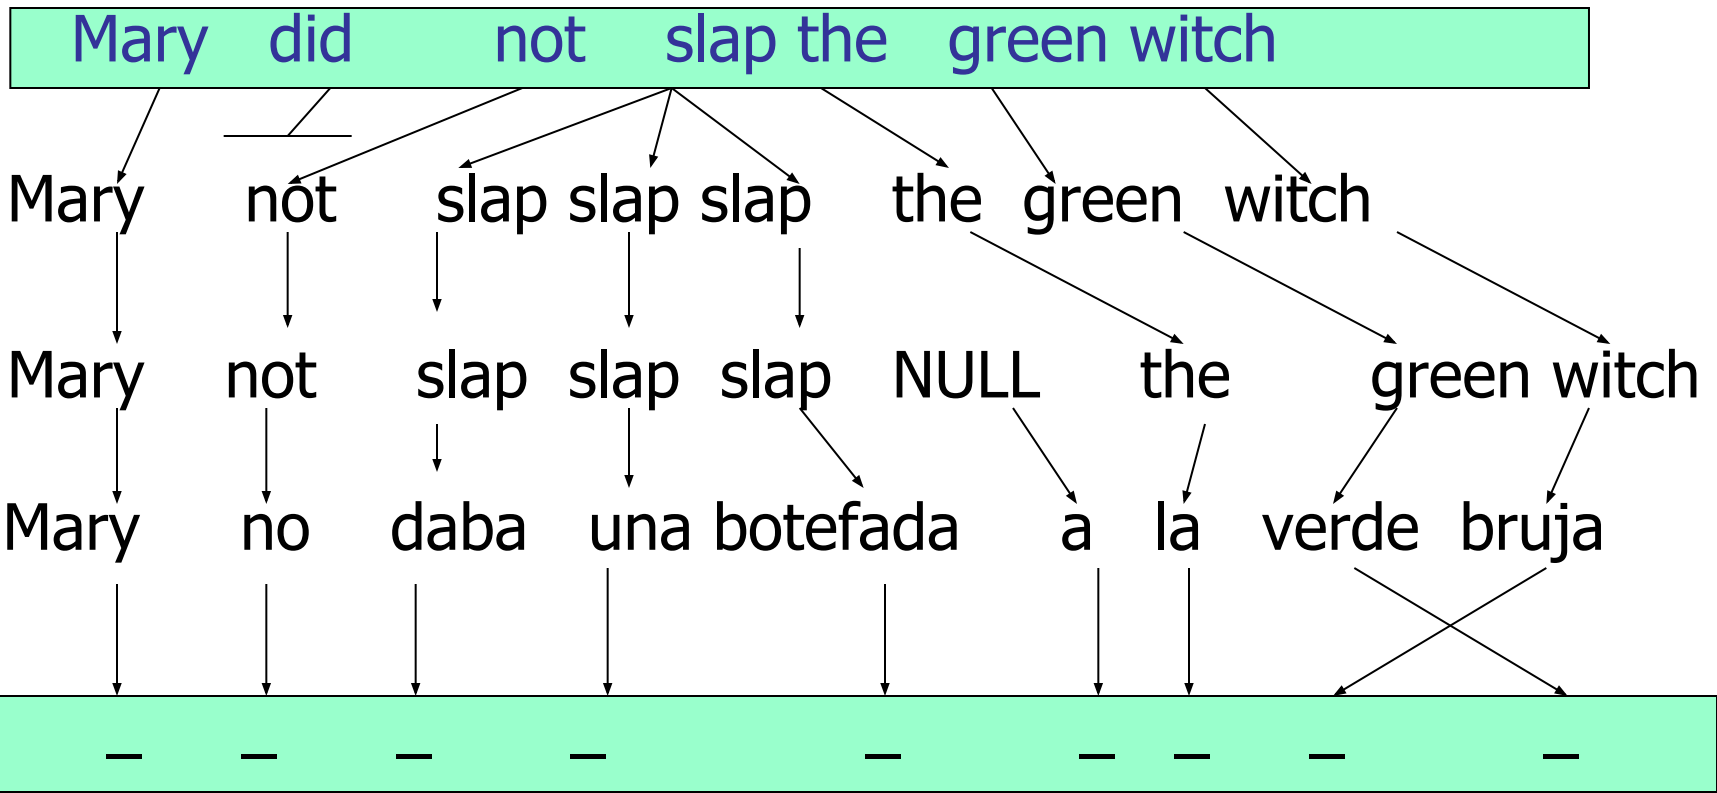 Mary did not slap the green witch
Mary not slap slap slap the green witch
Mary not slap slap slap NULL the green witch
Mary no daba una botefada a la verde bruja
– – – – – – – – –